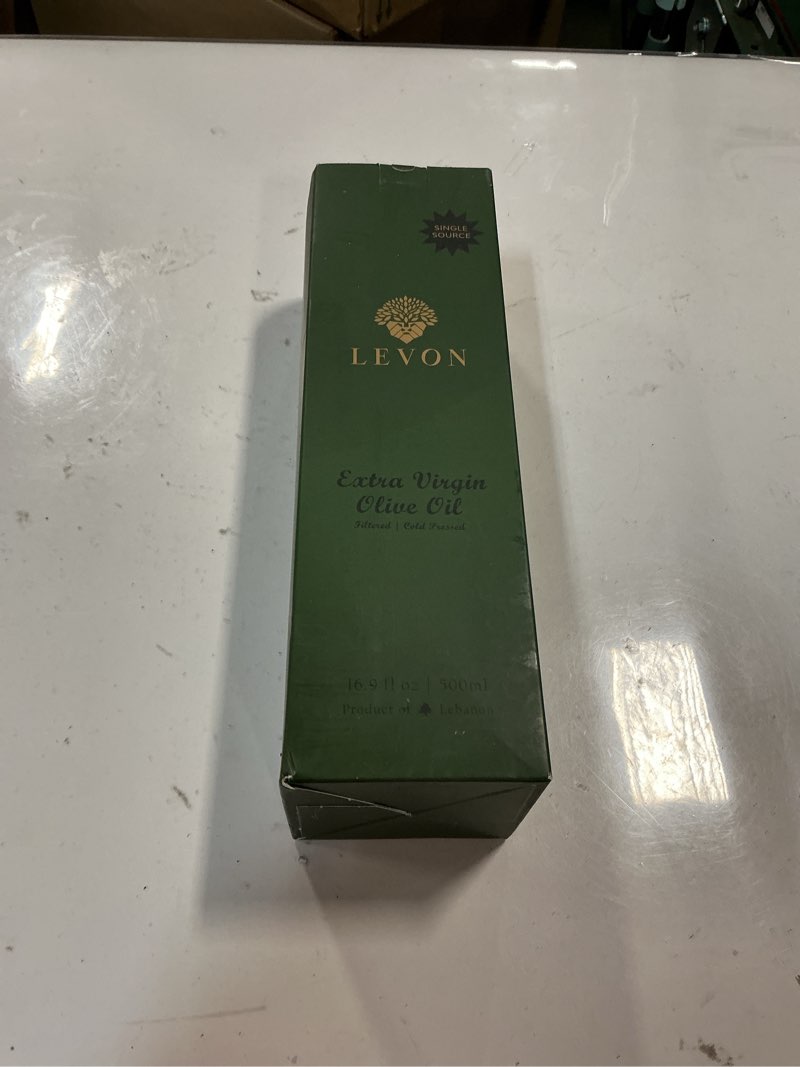 SINGLE
SOURCE
LEVON
Extra Virgin
Olive Oil
Filtered | Cold Pressed
16.9 fl oz | 500ml
Product of Lebanon